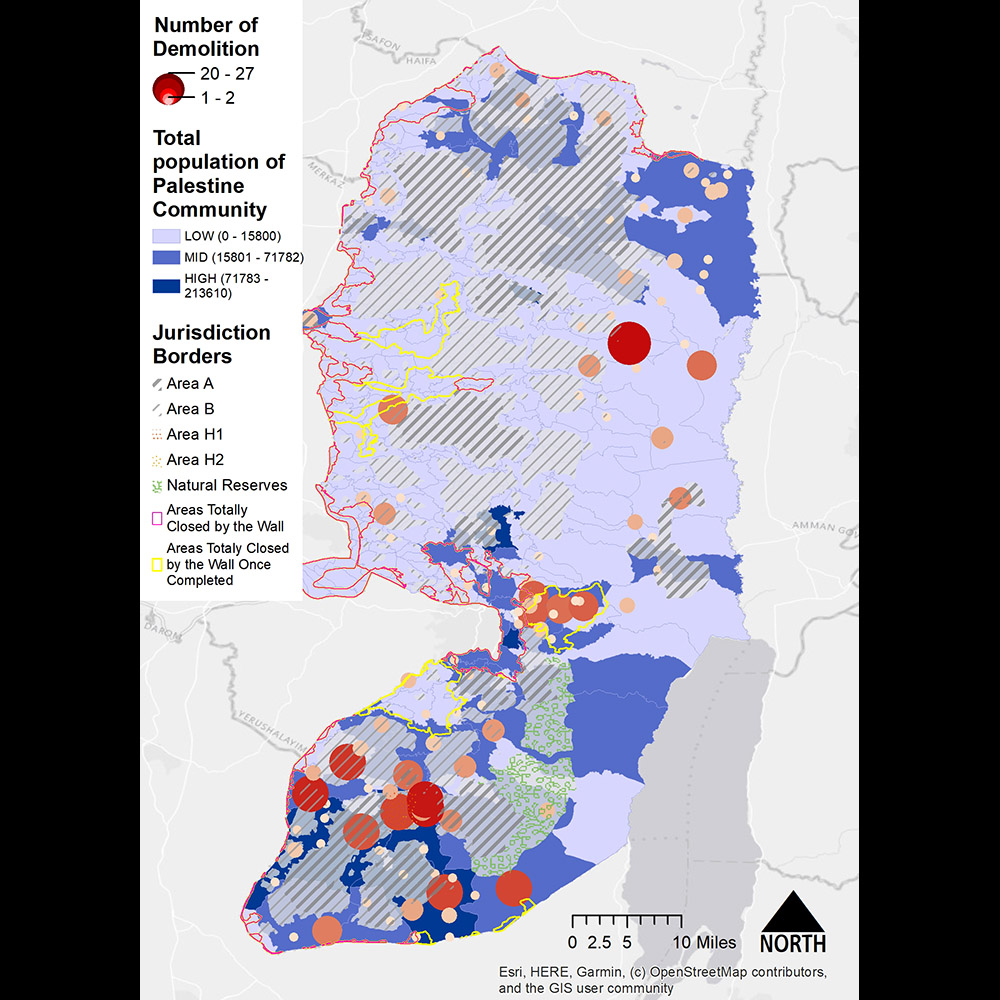 Number of
Demolition
20 - 27
1 - 2
Total
population of
Palestine
Community
LOW (0 - 15800)
MID (15801 - 71782)
HIGH (71783 -
213610)
Jurisdiction
Borders
Area A
Area B
Area H1
Area H2
Natural Reserves
Areas Totally
Closed by the Wall
Areas Totaly Closed
by the Wall Once
Completed
TSAFON
HAIFA
MERKAZ
AMMAN GOV
DAROM
YERUSHALAYIM
0 2.5 5 10 Miles
NORTH
Esri, HERE, Garmin, (c) OpenStreetMap contributors,
and the GIS user community